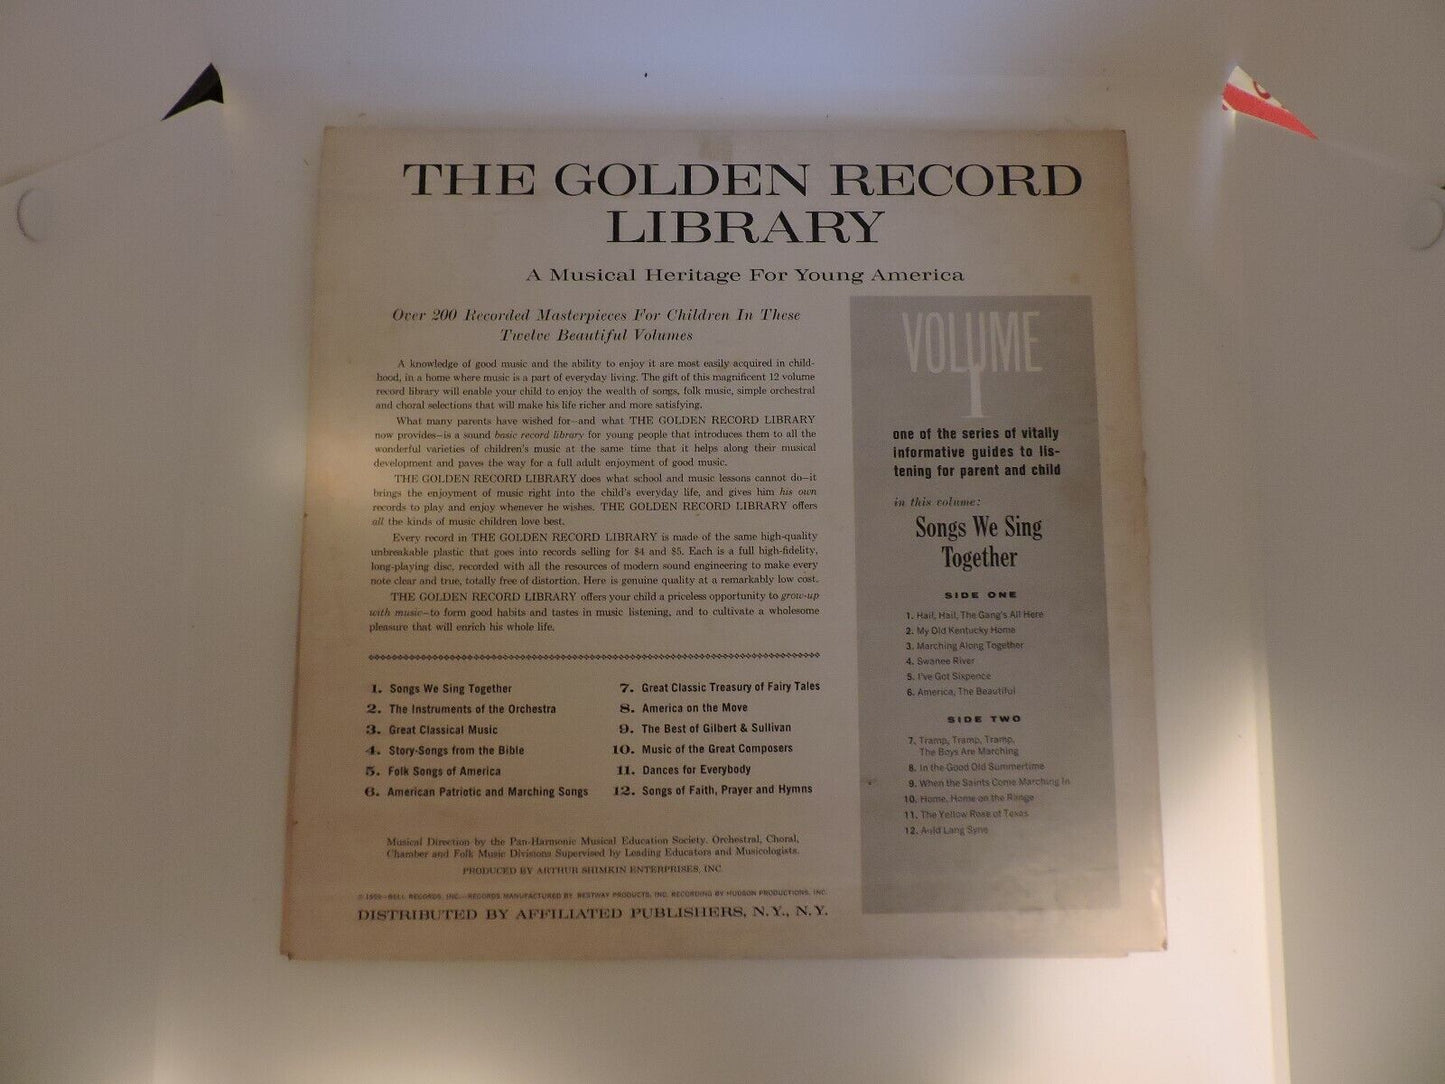 THE GOLDEN RECORD
LIBRARY
A Musical Heritage For Young America
Over 200 Recorded Masterpieces For Children In These
Twelve Beautiful Volumes
A knowledge of good music and the ability to enjoy it are most easily acquired in child-
hood, in a home where music is a part of everyday living. The gift of this magnificent 12 volume
record library will enable your child to enjoy the wealth of songs, folk music, simple orchestral
and choral selections that will make his life richer and more satisfying.
What many parents have wished for—and what THE GOLDEN RECORD LIBRARY
now provides—is a sound basic record library for young people that introduces them to all the
wonderful varieties of children's music at the same time that it helps along their musical
development and paves the way for a full adult enjoyment of good music.
THE GOLDEN RECORD LIBRARY does what school and music lessons cannot do—it
brings the enjoyment of music right into the child's everyday life, and gives him his own
records to play and enjoy whenever he wishes. THE GOLDEN RECORD LIBRARY offers
all the kinds of music children love best.
Every record in THE GOLDEN RECORD LIBRARY is made of the same high-quality
unbreakable plastic that goes into records selling for $4 and $5. Each is a full high-fidelity,
long-playing disc, recorded with all the resources of modern sound engineering to make every
note clear and true, totally free of distortion. Here is genuine quality at a remarkably low cost.
THE GOLDEN RECORD LIBRARY offers your child a priceless opportunity to grow-up
with music—to form good habits and tastes in music listening, and to cultivate a wholesome
pleasure that will enrich his whole life.
1. Songs We Sing Together
2. The Instruments of the Orchestra
3. Great Classical Music
4. Story-Songs from the Bible
5. Folk Songs of America
6. American Patriotic and Marching Songs
7. Great Classic Treasury of Fairy Tales
8. America on the Move
9. The Best of Gilbert & Sullivan
10. Music of the Great Composers
11. Dances for Everybody
12. Songs of Faith, Prayer and Hymns
Musical Direction by the Pan-Harmonic Musical Education Society. Orchestral, Choral,
Chamber and Folk Music Divisions Supervised by Leading Educators and Musicologists.
PRODUCED BY ARTHUR SHIMKIN ENTERPRISES, INC.
© 1959—BELL RECORDS, INC.—RECORDS MANUFACTURED BY BESTWAY PRODUCTS, INC. RECORDING BY HUDSON PRODUCTIONS, INC.
DISTRIBUTED BY AFFILIATED PUBLISHERS, N.Y., N.Y.
VOLUME
1
one of the series of vitally
informative guides to lis-
tening for parent and child
in this volume:
Songs We Sing
Together
SIDE ONE
1. Hail, Hail, The Gang's All Here
2. My Old Kentucky Home
3. Marching Along Together
4. Swanee River
5. I've Got Sixpence
6. America, The Beautiful
SIDE TWO
7. Tramp, Tramp, Tramp,
The Boys Are Marching
8. In the Good Old Summertime
9. When the Saints Come Marching In
10. Home, Home on the Range
11. The Yellow Rose of Texas
12. Auld Lang Syne